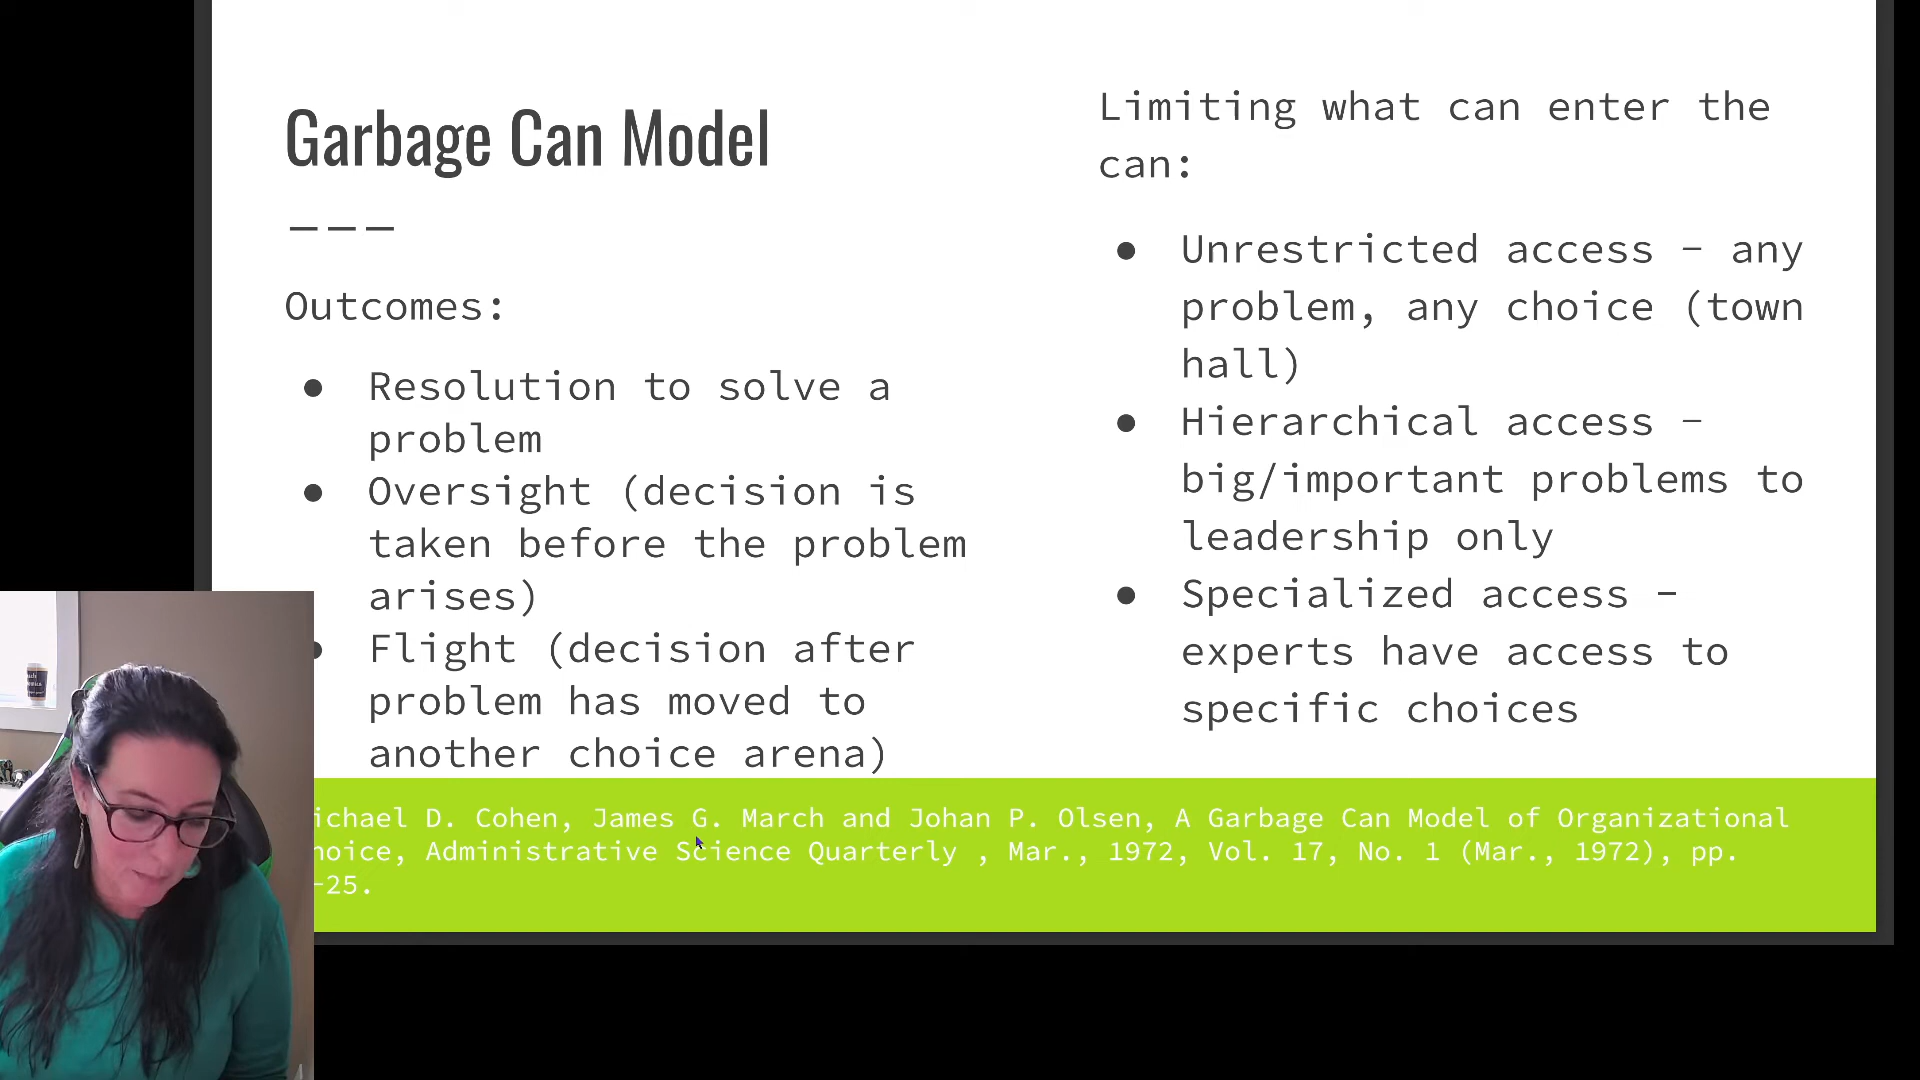 Garbage Can Model
———
Outcomes:
● Resolution to solve a
problem
● Oversight (decision is
taken before the problem
arises)
● Flight (decision after
problem has moved to
another choice arena)
Limiting what can enter the
can:
● Unrestricted access - any
problem, any choice (town
hall)
● Hierarchical access -
big/important problems to
leadership only
● Specialized access -
experts have access to
specific choices
ichael D. Cohen, James G. March and Johan P. Olsen, A Garbage Can Model of Organizational
hoice, Administrative Science Quarterly , Mar., 1972, Vol. 17, No. 1 (Mar., 1972), pp.
-25.